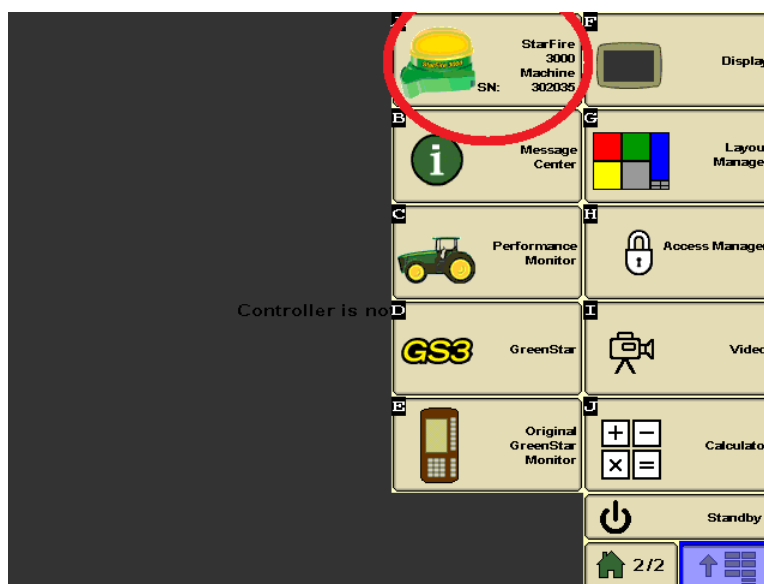 A
StarFire
3000
Machine
SN: 302035
F
Display
B
Message
Center
G
Layou
Manage
C
Performance
Monitor
H
Access Manager
Controller is no
D
GS3
GreenStar
I
Video
E
Original
GreenStar
Monitor
J
Calculato
Standby
2/2